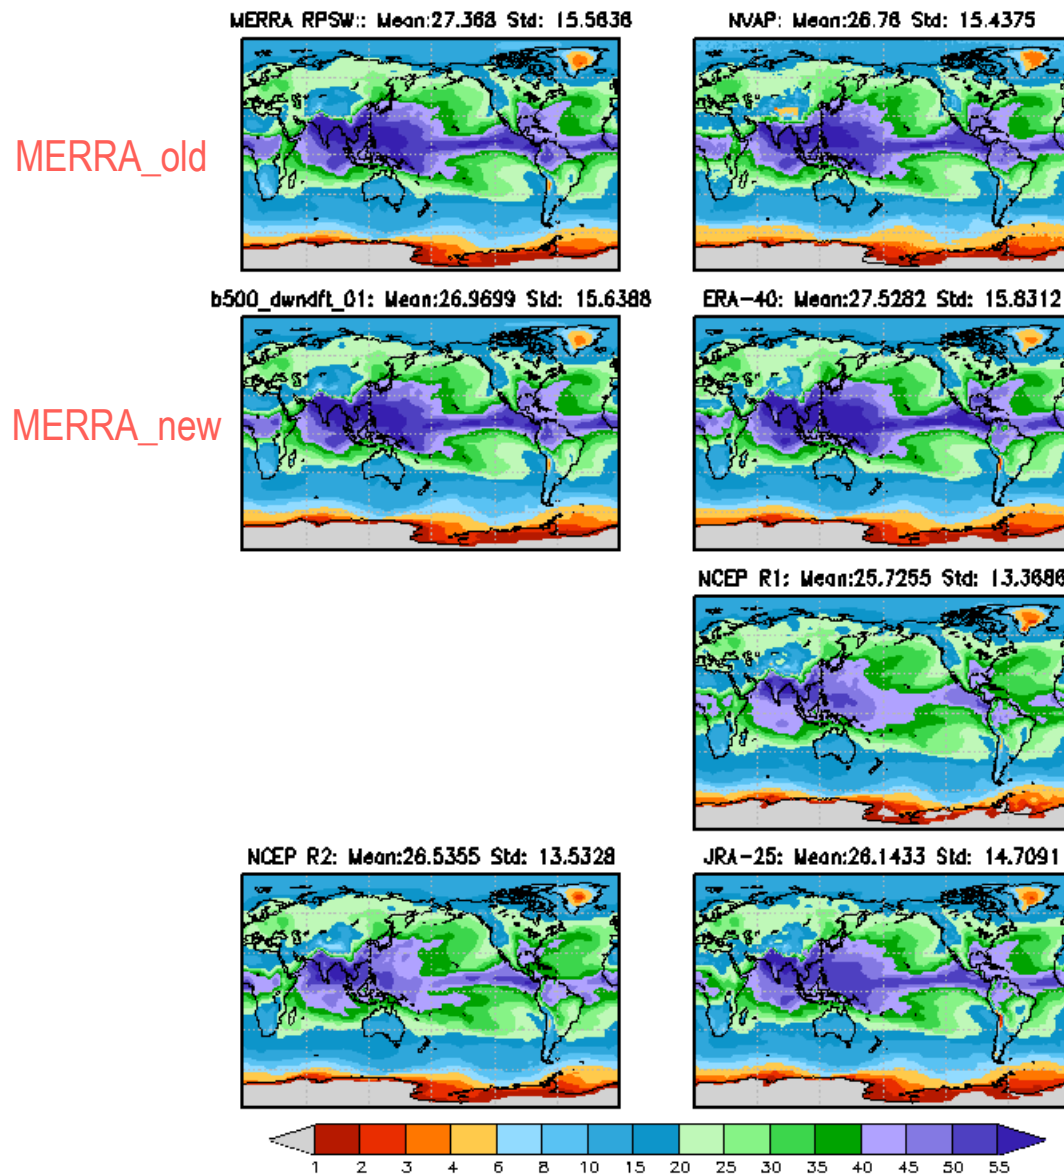 MERRA RPSW:: Mean:27.368 Std: 15.5636
NVAP: Mean:26.76 Std: 15.4375
MERRA_old
b500_dwndft_01: Mean:26.9699 Std: 15.6388
ERA-40: Mean:27.5282 Std: 15.8312
MERRA_new
NCEP R1: Mean:25.7255 Std: 13.3686
NCEP R2: Mean:26.5355 Std: 13.5328
JRA-25: Mean:26.1433 Std: 14.7091
1 2 3 4 6 8 10 15 20 25 30 35 40 45 50 55